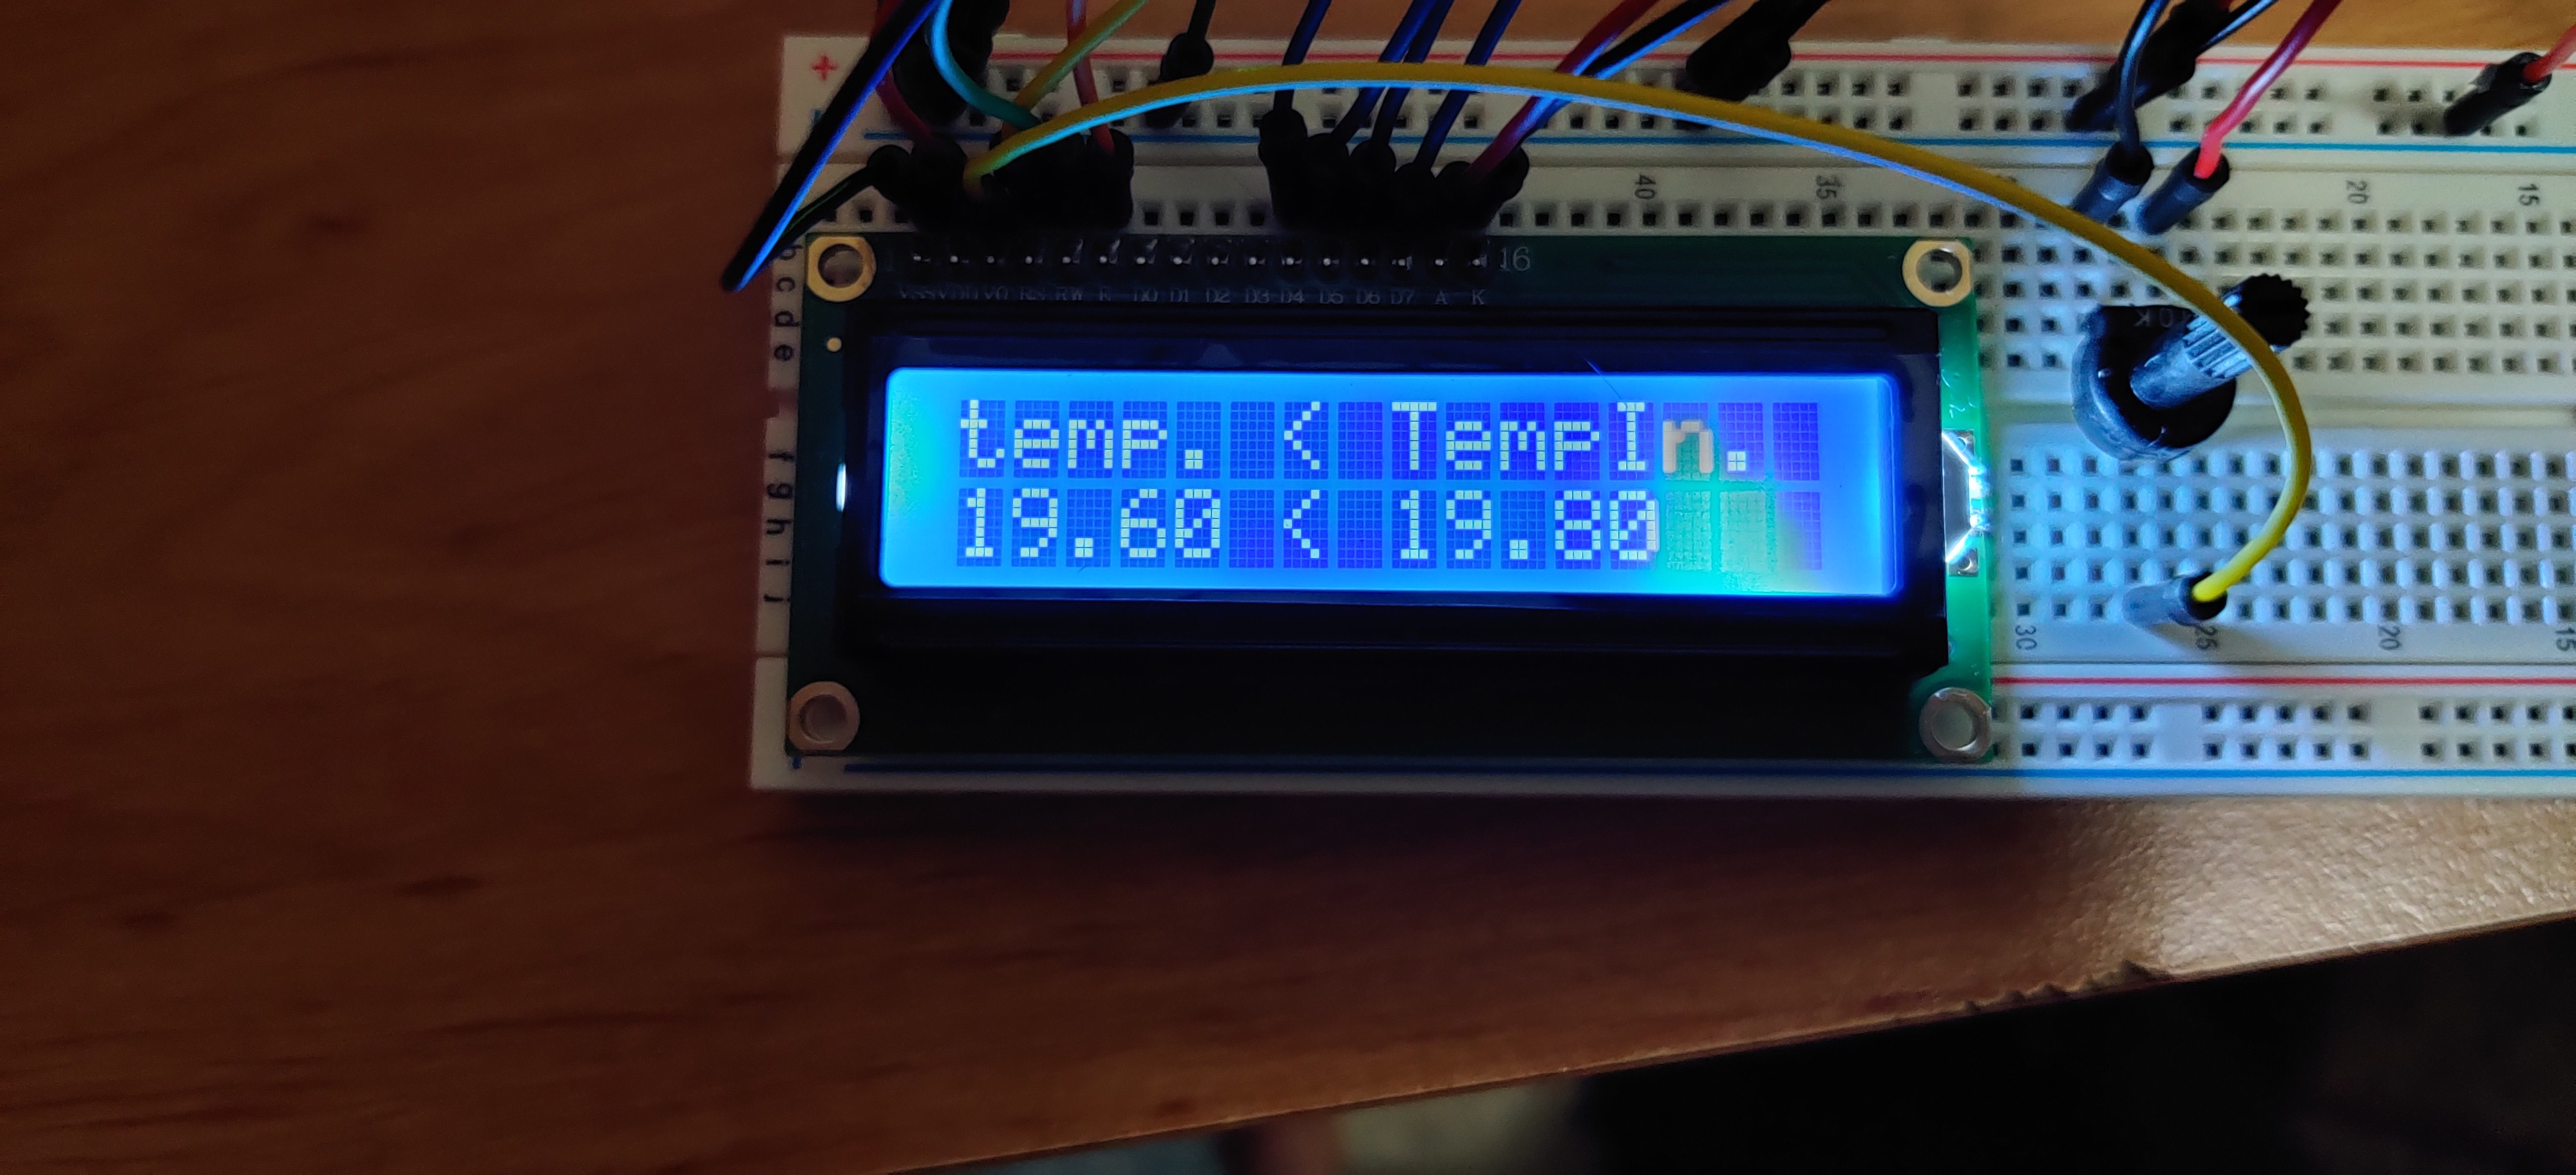 +
40 35 20 15
16
b
c
d
e
VSS VDD V0 RS RW E D0 D1 D2 D3 D4 D5 D6 D7 A K
temp. < TempIn.
19.60 < 19.80
f
g
h
i
j
30 25 20 15